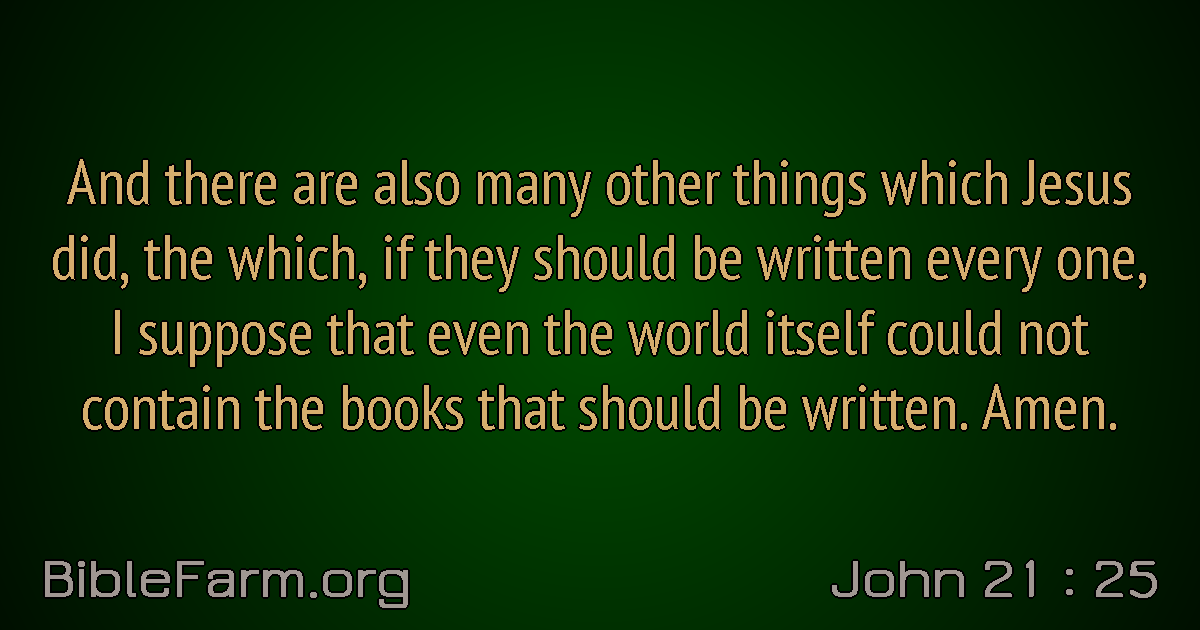 And there are also many other things which Jesus
did, the which, if they should be written every one,
I suppose that even the world itself could not
contain the books that should be written. Amen.
BibleFarm.org
John 21 : 25